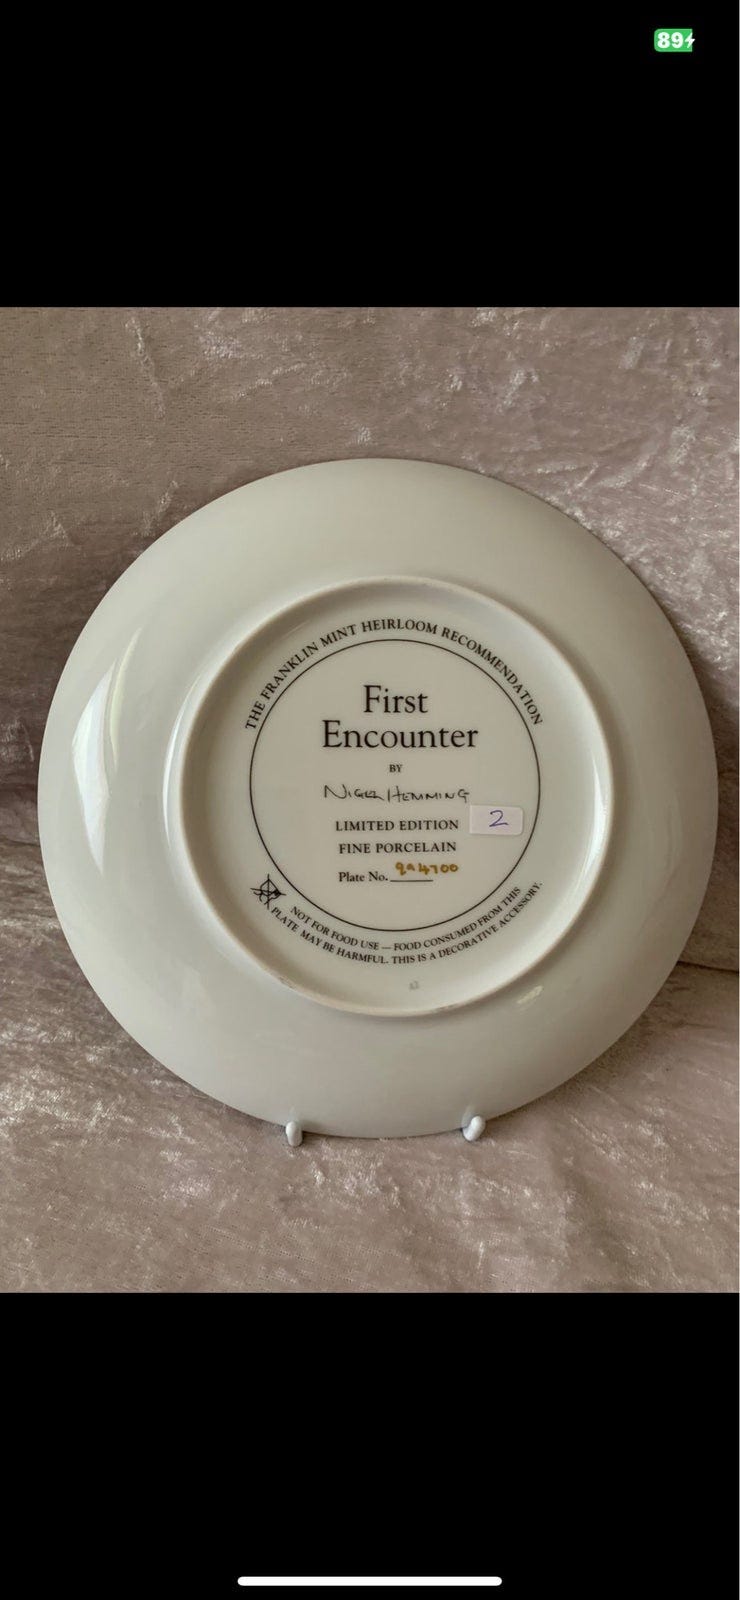 89
THE FRANKLIN MINT HEIRLOOM RECOMMENDATION
First
Encounter
BY
NIGEL HEMMING
LIMITED EDITION
2
FINE PORCELAIN
Plate No.
NOT FOR FOOD USE — FOOD CONSUMED FROM THIS
PLATE MAY BE HARMFUL. THIS IS A DECORATIVE ACCESSORY.